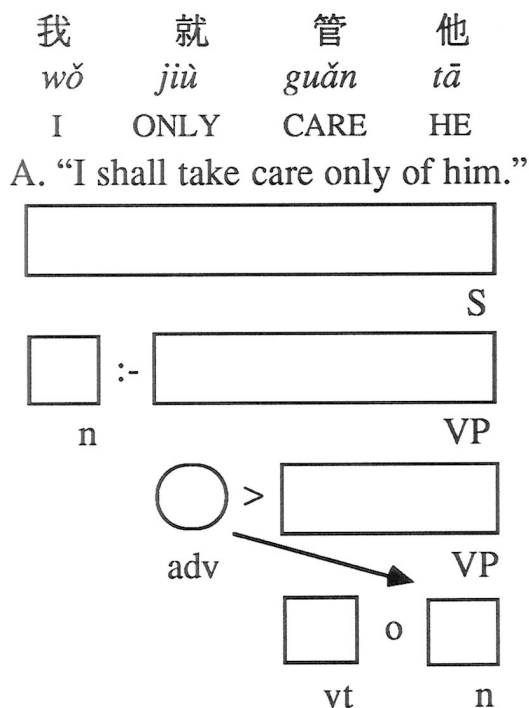 我 就 管 他
wǒ jiù guǎn tā
I ONLY CARE HE
A. “I shall take care only of him.”
S
:-
n VP
>
adv VP
o
vt n